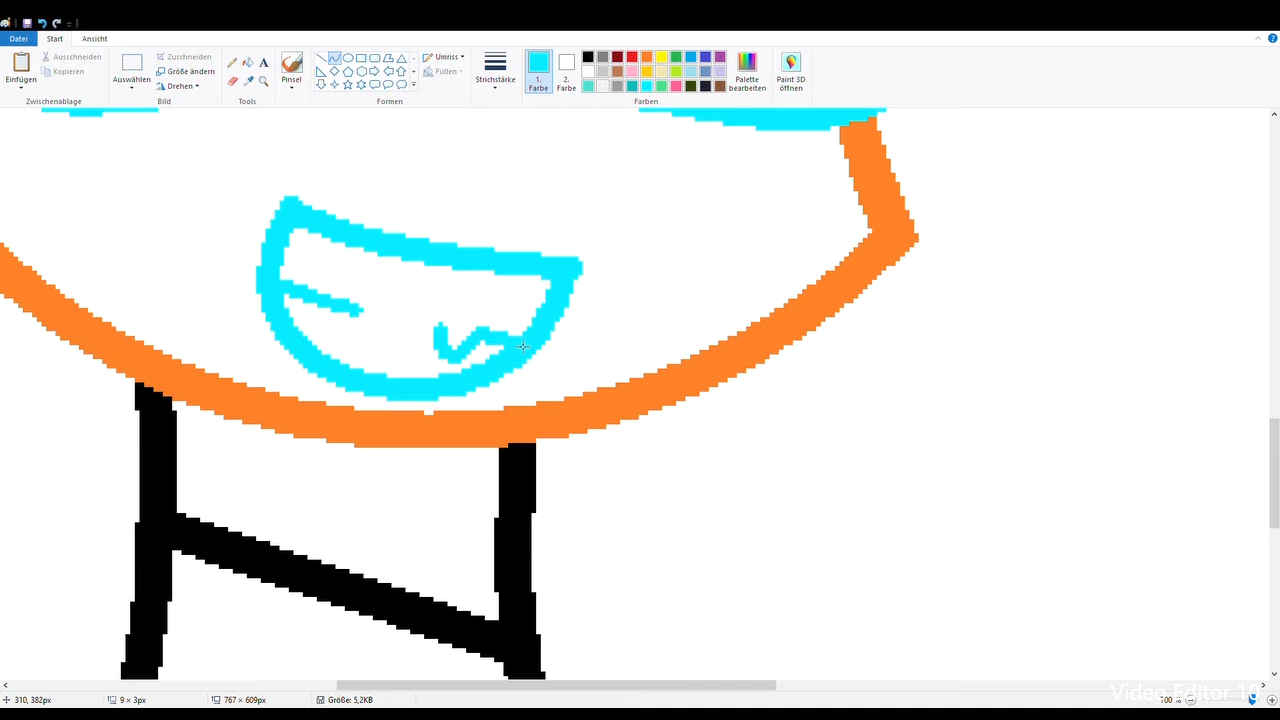 Datei Start Ansicht
Einfügen
Ausschneiden
Kopieren
Zwischenablage
Auswählen
Zuschneiden
Größe ändern
Drehen
Bild
A
Tools
Pinsel
Formen
Umriss
Füllen
Strichstärke
1. Farbe
2. Farbe
Palette bearbeiten
Farben
Paint 3D öffnen
310, 382px
9 × 3px
767 × 609px
Größe: 5,2KB
700 %
Video Editor 10